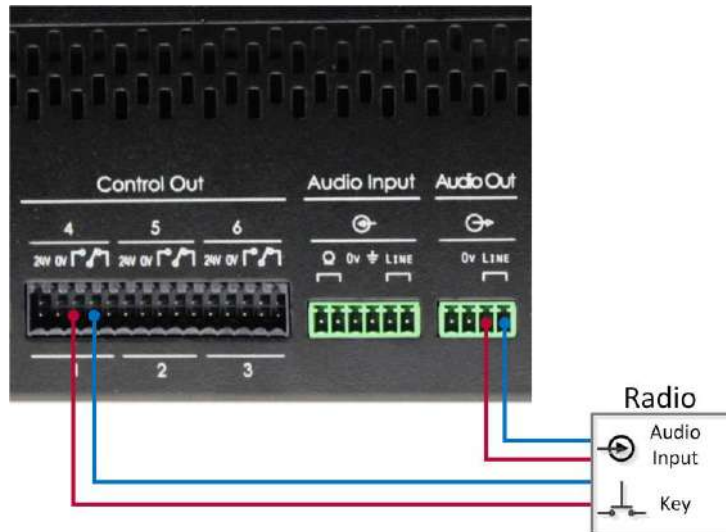 Control Out Audio Input Audio Out
4 5 6
24V 0V 24V 0V 24V 0V 0V LINE 0V LINE
1 2 3
Radio
Audio
Input
Key